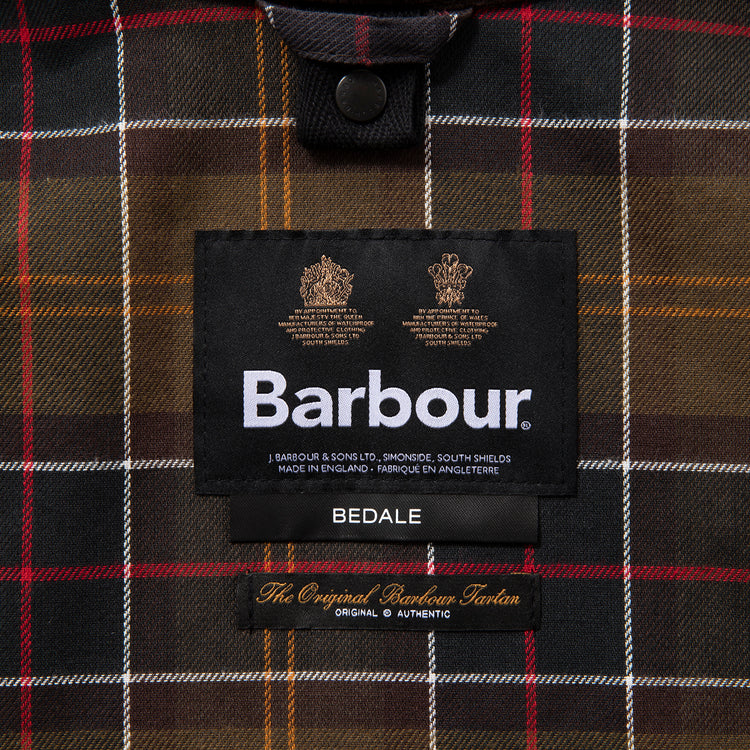 BY APPOINTMENT TO
HER MAJESTY THE QUEEN
MANUFACTURERS OF WATERPROOF
AND PROTECTIVE CLOTHING
J.BARBOUR & SONS LTD
SOUTH SHIELDS
BY APPOINTMENT TO
HRH THE PRINCE OF WALES
MANUFACTURERS OF WATERPROOF
AND PROTECTIVE CLOTHING
J.BARBOUR & SONS LTD
SOUTH SHIELDS
Barbour®
J. BARBOUR & SONS LTD., SIMONSIDE, SOUTH SHIELDS
MADE IN ENGLAND • FABRIQUÉ EN ANGLETERRE
BEDALE
The Original Barbour Tartan
ORIGINAL © AUTHENTIC